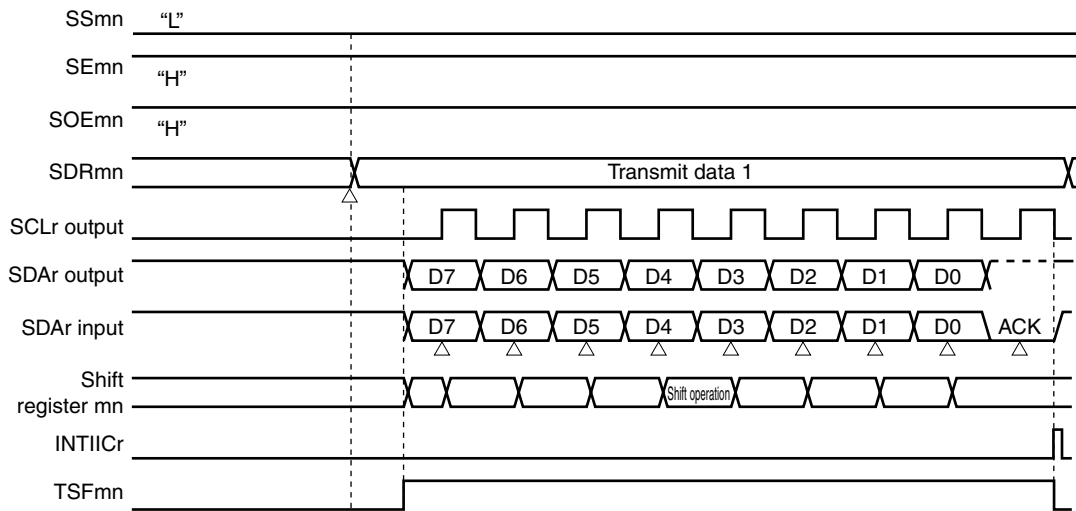 SSmn “L”
SEmn
“H”
SOEmn
“H”
SDRmn Transmit data 1
SCLr output
SDAr output D7 D6 D5 D4 D3 D2 D1 D0
SDAr input D7 D6 D5 D4 D3 D2 D1 D0 ACK
Shift
register mn Shift operation
INTIICr
TSFmn